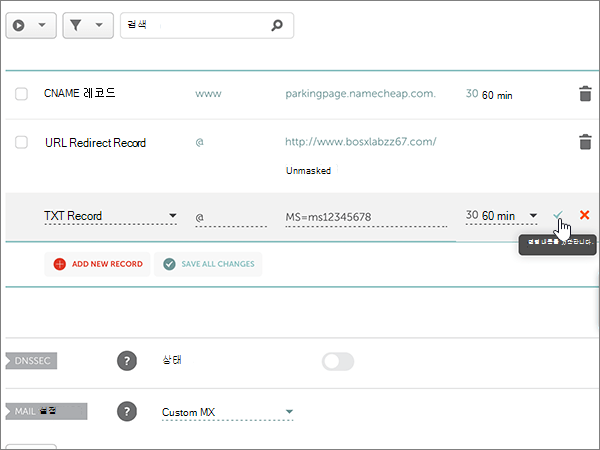 검색
CNAME 레코드 www parkingpage.namecheap.com. 30 60 min
URL Redirect Record @ http://www.bosxlabzz67.com/
Unmasked
TXT Record @ MS=ms12345678 30 60 min
ADD NEW RECORD SAVE ALL CHANGES
DNSSEC ? 상태
MAIL 설정 ? Custom MX